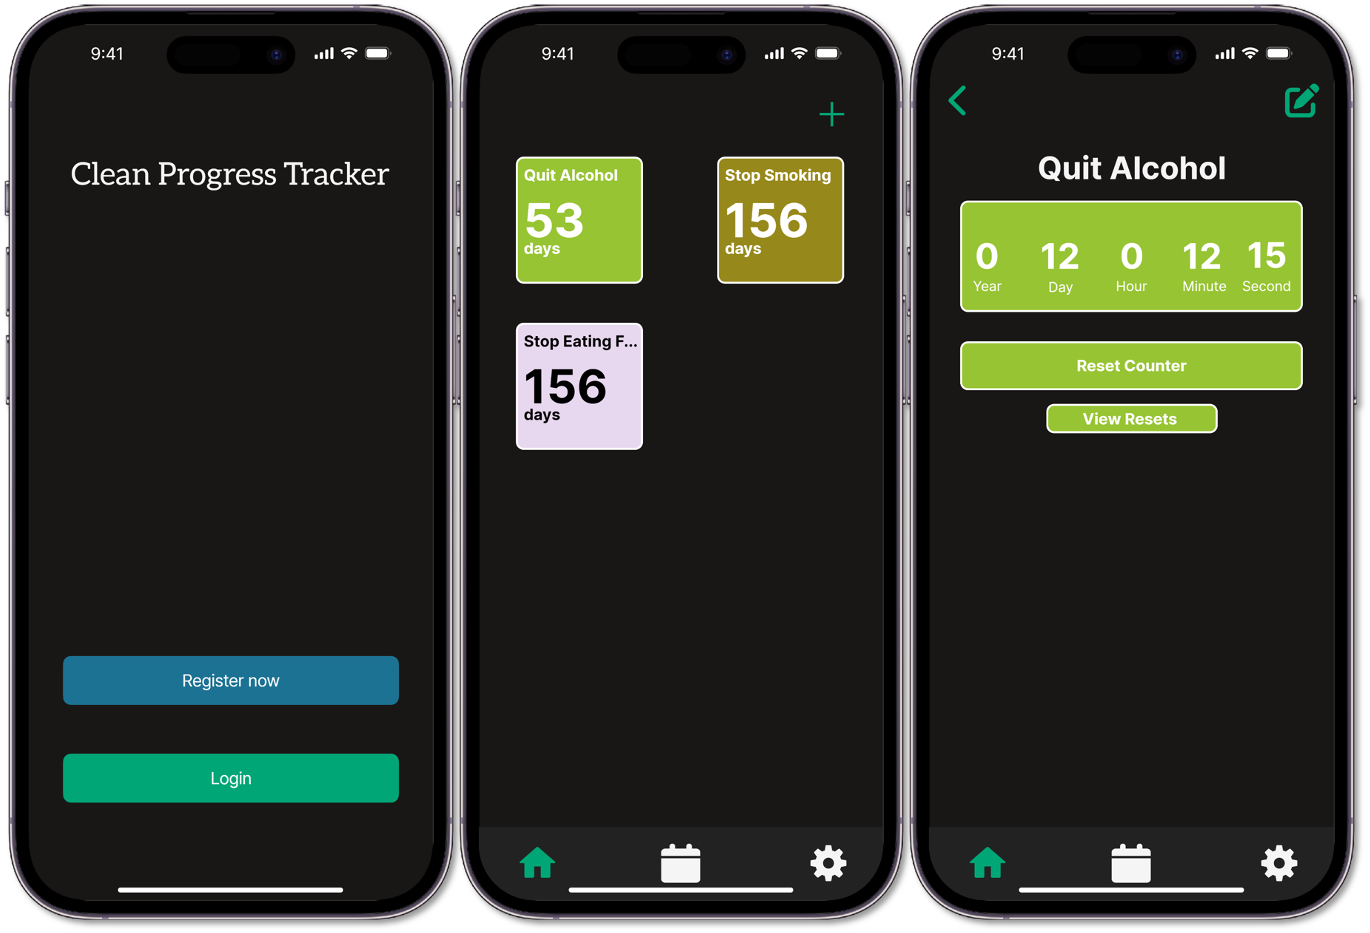 9:41
Clean Progress Tracker
Register now
Login
9:41
Quit Alcohol
53
days
Stop Smoking
156
days
Stop Eating F...
156
days
9:41
Quit Alcohol
0 12 0 12 15
Year Day Hour Minute Second
Reset Counter
View Resets